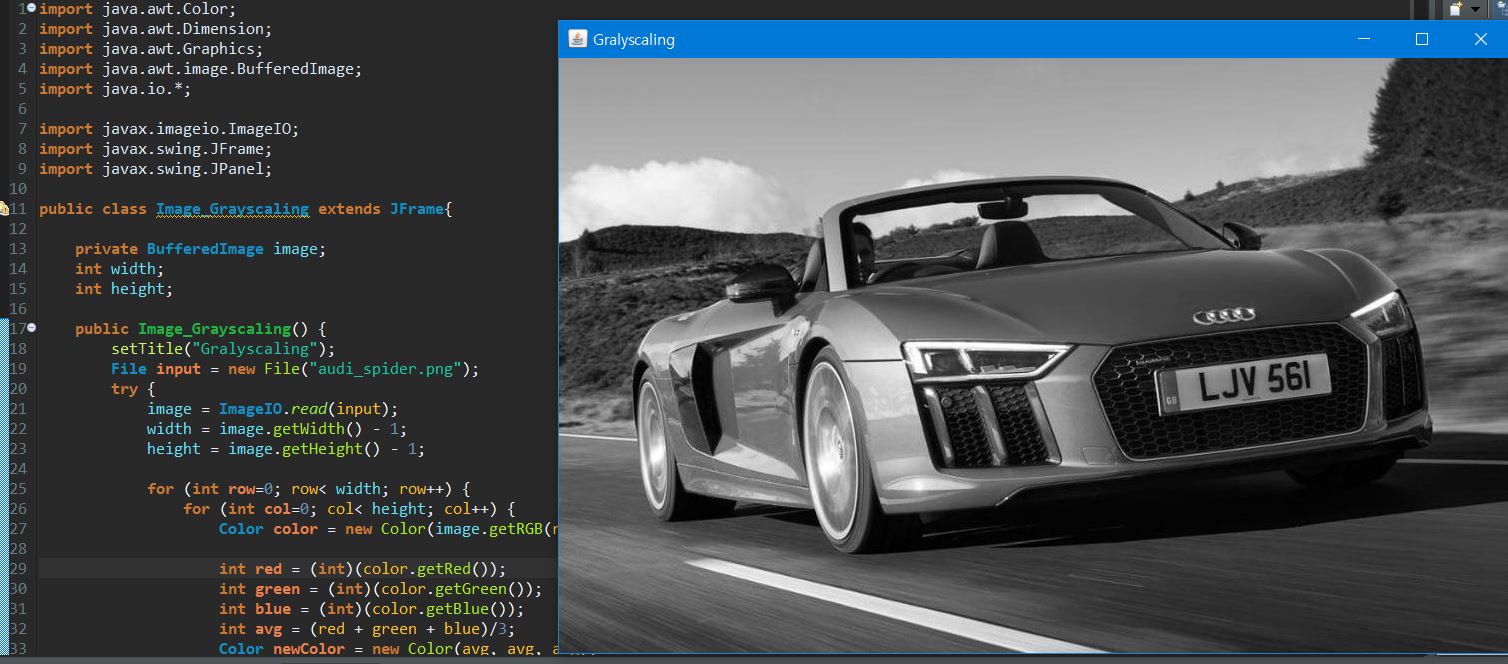 1 import java.awt.Color;
2 import java.awt.Dimension;
3 import java.awt.Graphics;
4 import java.awt.image.BufferedImage;
5 import java.io.*;
6
7 import javax.imageio.ImageIO;
8 import javax.swing.JFrame;
9 import javax.swing.JPanel;
10
11 public class Image_Grayscaling extends JFrame{
12
13 private BufferedImage image;
14 int width;
15 int height;
16
17 public Image_Grayscaling() {
18 setTitle("Gralyscaling");
19 File input = new File("audi_spider.png");
20 try {
21 image = ImageIO.read(input);
22 width = image.getWidth() - 1;
23 height = image.getHeight() - 1;
24
25 for (int row=0; row< width; row++) {
26 for (int col=0; col< height; col++) {
27 Color color = new Color(image.getRGB(
28
29 int red = (int)(color.getRed());
30 int green = (int)(color.getGreen());
31 int blue = (int)(color.getBlue());
32 int avg = (red + green + blue)/3;
33 Color newColor = new Color(avg, avg,
Gralyscaling
GB LJV 56I